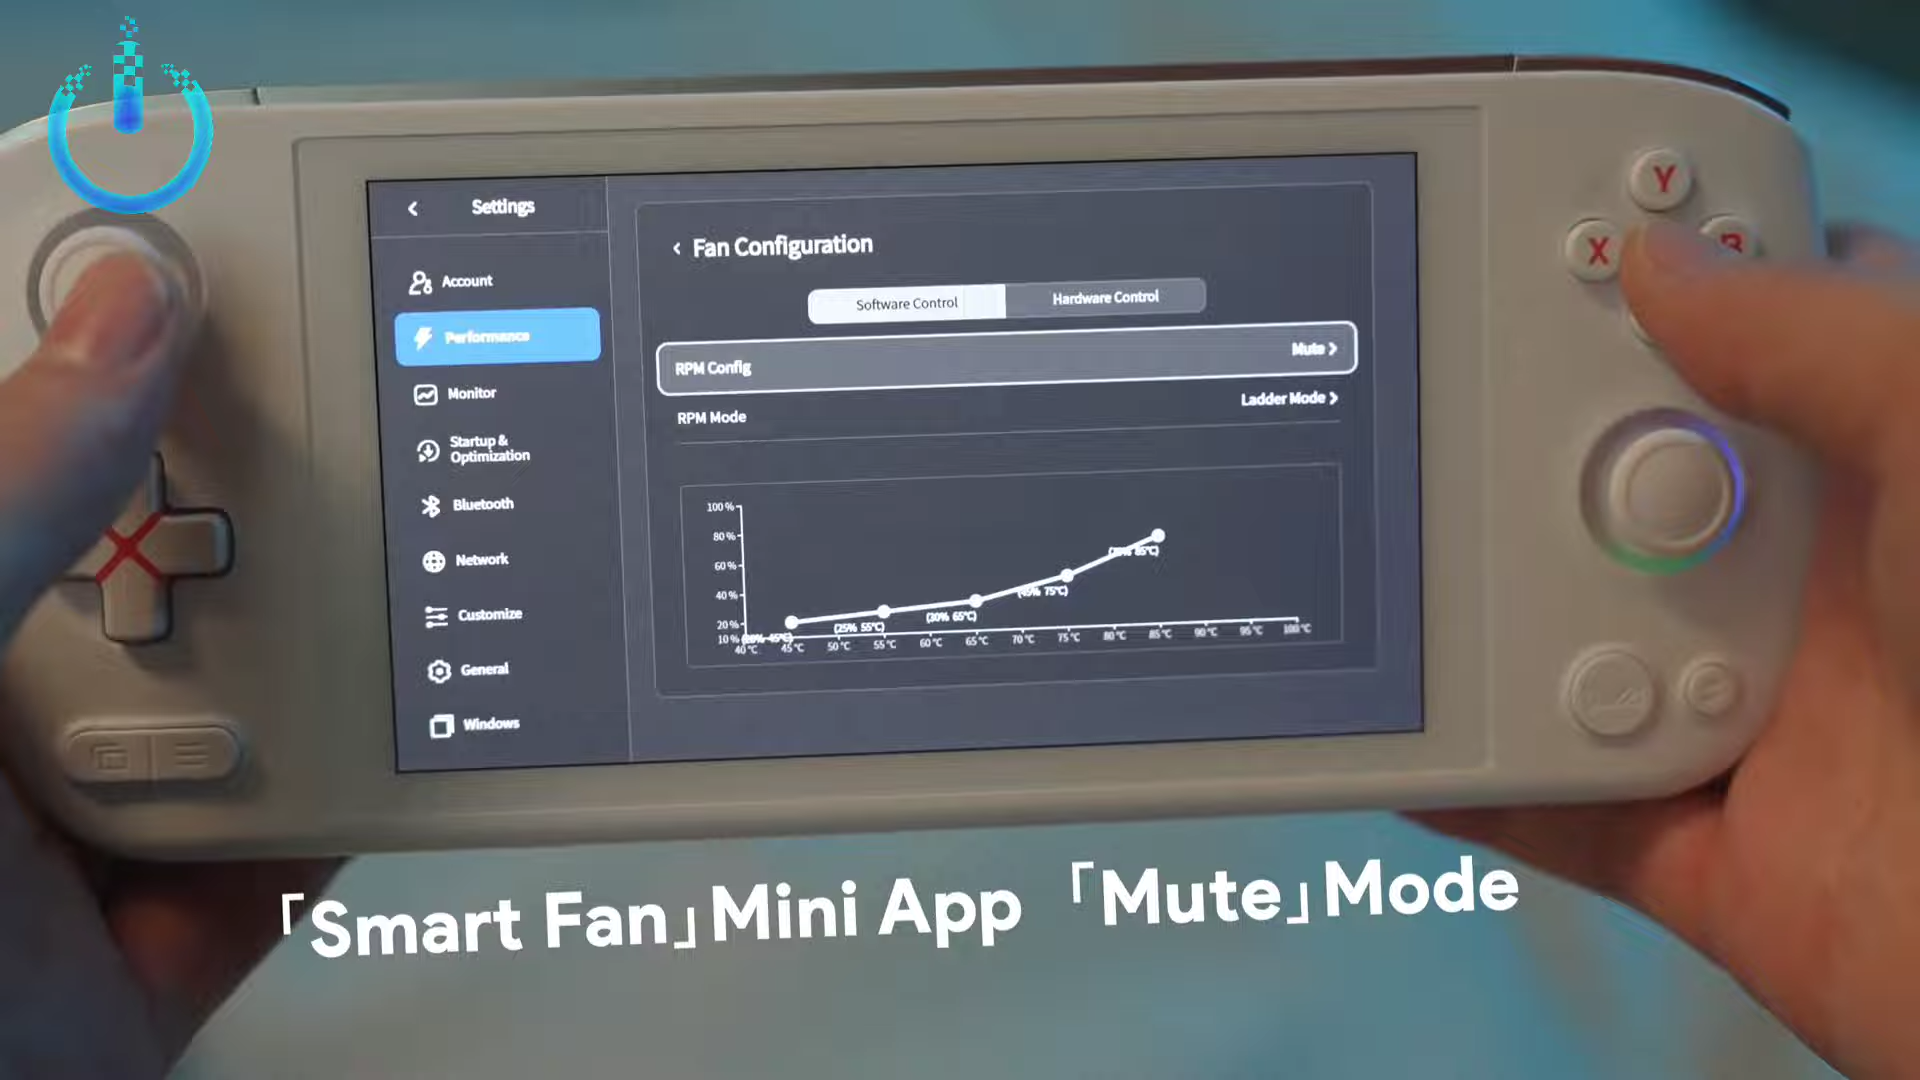 Settings
Account
Performance
Monitor
Startup &
Optimization
Bluetooth
Network
Customize
General
Windows
Fan Configuration
Software Control
Hardware Control
RPM Config
Mute
RPM Mode
Ladder Mode
100 %
80 %
60 %
40 %
20 %
10 %
(25% 55℃)
(30% 65℃)
75℃)
85℃)
40 ℃ 45 ℃ 50 ℃ 55 ℃ 60 ℃ 65 ℃ 70 ℃ 75 ℃ 80 ℃ 85 ℃ 90 ℃ 95 ℃ 100 ℃
Y
X
B
「Smart Fan」Mini App 「Mute」Mode